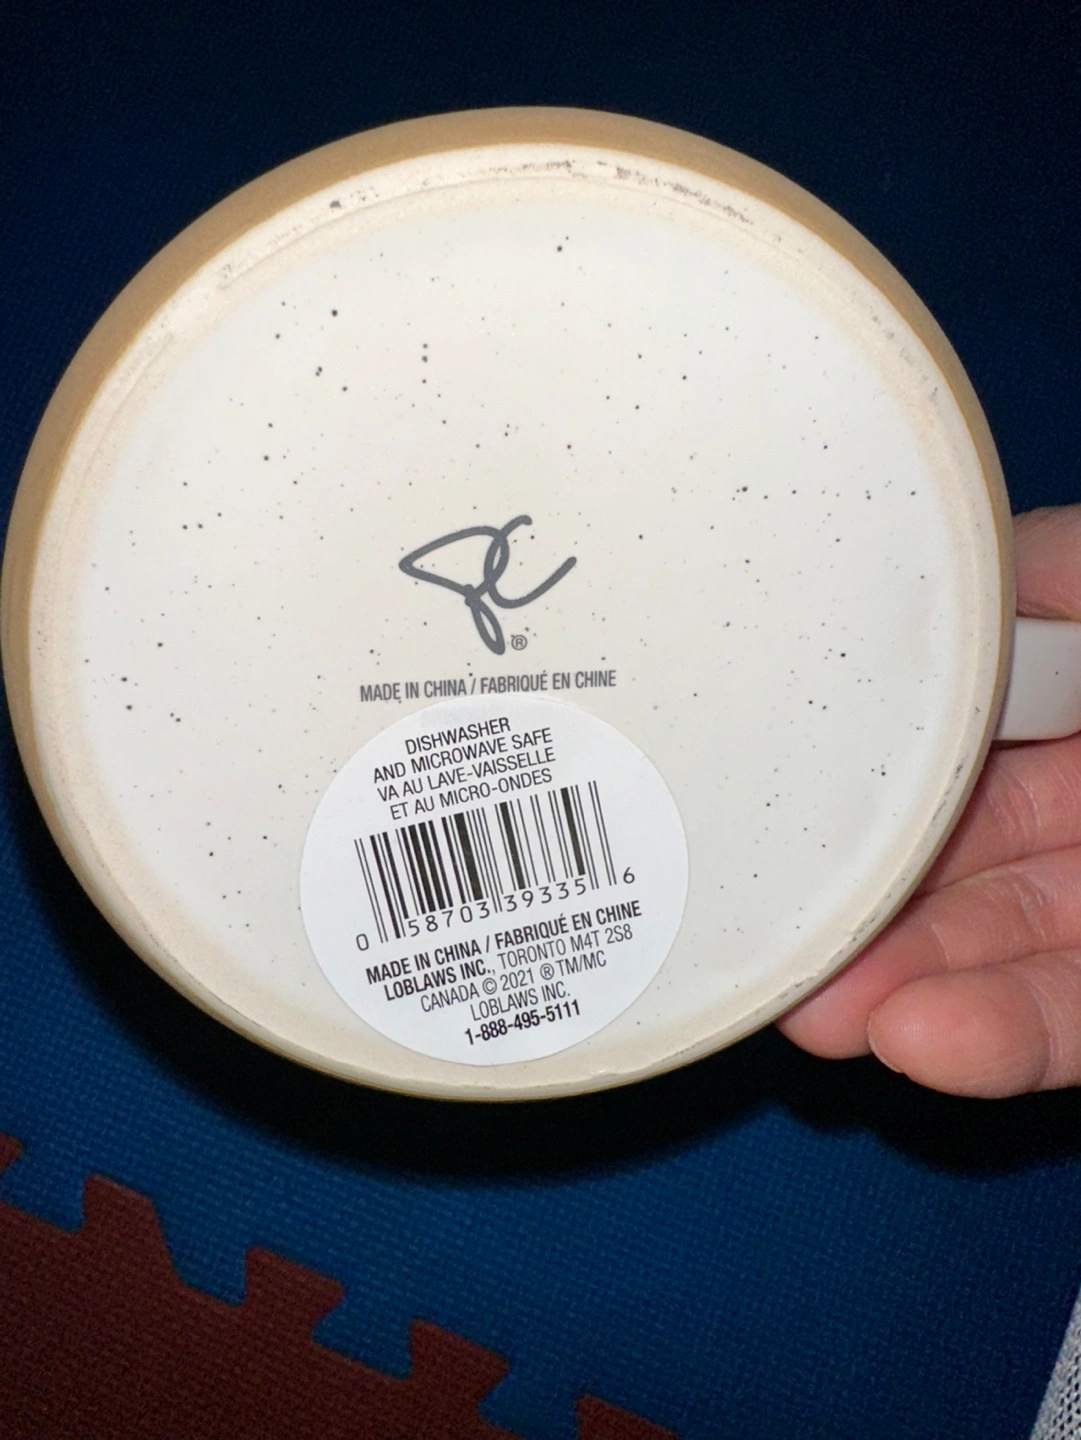 PC®
MADE IN CHINA / FABRIQUÉ EN CHINE
DISHWASHER
AND MICROWAVE SAFE
VA AU LAVE-VAISSELLE
ET AU MICRO-ONDES
0 58703 39335 6
MADE IN CHINA / FABRIQUÉ EN CHINE
LOBLAWS INC., TORONTO M4T 2S8
CANADA © 2021 ® TM/MC
LOBLAWS INC.
1-888-495-5111